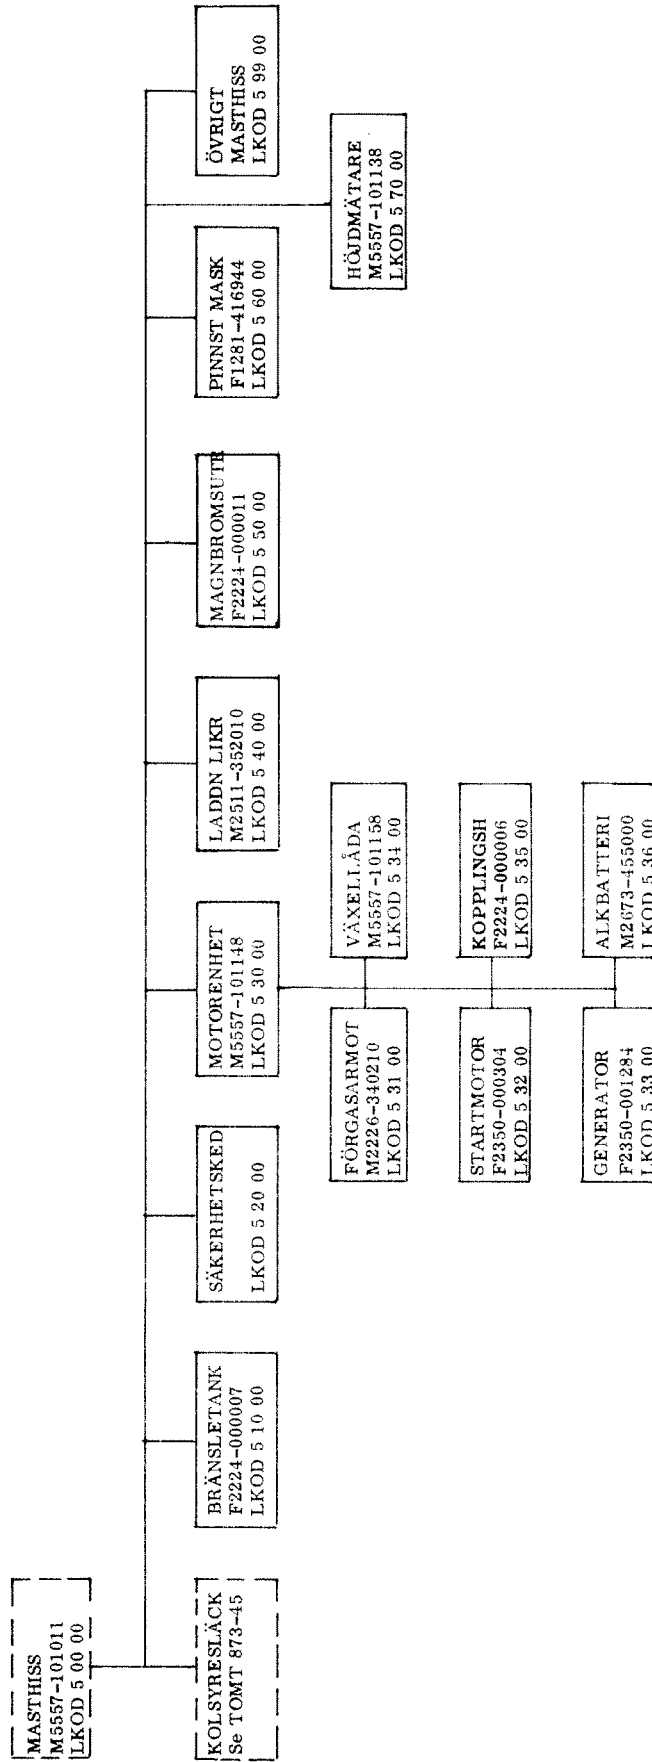 MASTHISS
M5557-101011
LKOD 5 00 00
KOLSYRESLÄCK
Se TOMT 873-45
BRÄNSLETANK
F2224-000007
LKOD 5 10 00
SÄKERHETSKED
LKOD 5 20 00
MOTORENHET
M5557-101148
LKOD 5 30 00
LADDN LIKR
M2511-352010
LKOD 5 40 00
MAGNBROMSUTR
F2224-000011
LKOD 5 50 00
PINNST MASK
F1281-416944
LKOD 5 60 00
ÖVRIGT
MASTHISS
LKOD 5 99 00
FÖRGASARMOT
M2226-340210
LKOD 5 31 00
VÄXELLÅDA
M5557-101158
LKOD 5 34 00
HÖJDMÄTARE
M5557-101138
LKOD 5 70 00
STARTMOTOR
F2350-000304
LKOD 5 32 00
KOPPLINGSH
F2224-000006
LKOD 5 35 00
GENERATOR
F2350-001284
LKOD 5 33 00
ALKBATTERI
M2673-455000
LKOD 5 36 00